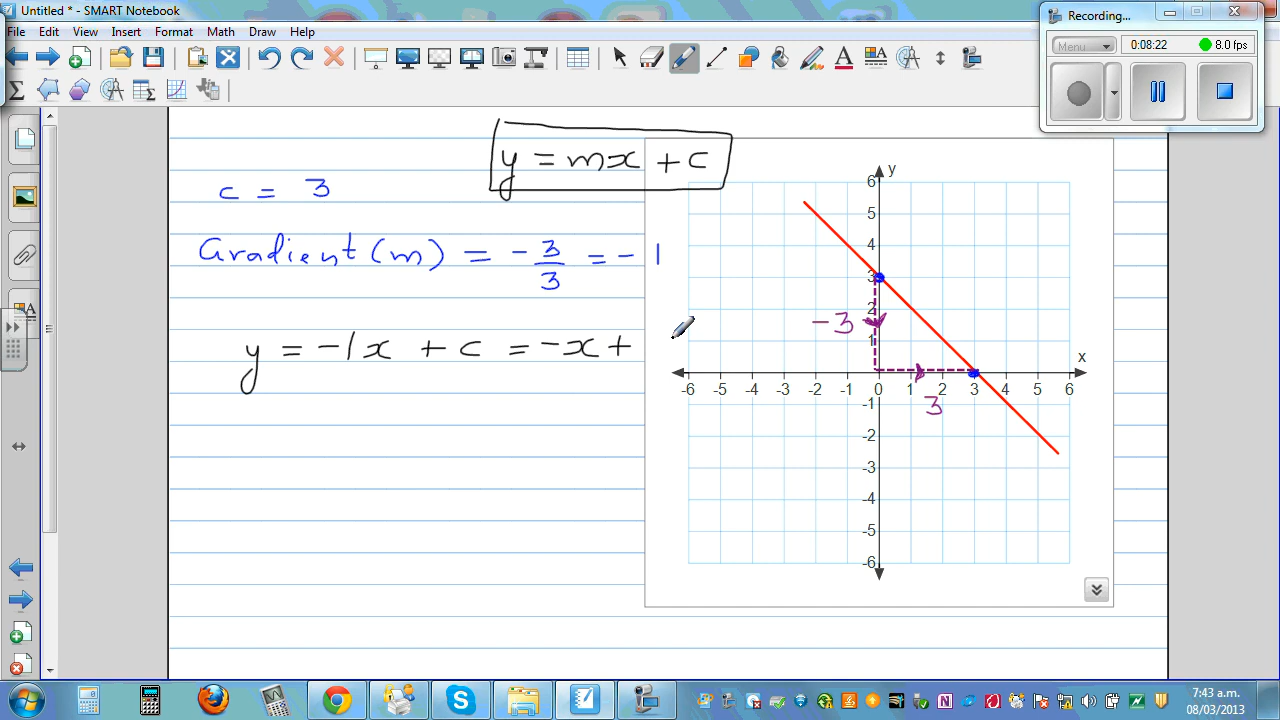 Untitled * - SMART Notebook
File Edit View Insert Format Math Draw Help
Recording...
Menu 0:08:22 8.0 fps
y = mx + c
c = 3
Gradient (m) = - 3/3 = - 1
y = -1x + c = -x +
y
6
5
4
3
2
1
-3
x
-6 -5 -4 -3 -2 -1 0 1 2 3 4 5 6
-1
3
-2
-3
-4
-5
-6
7:43 a.m.
08/03/2013